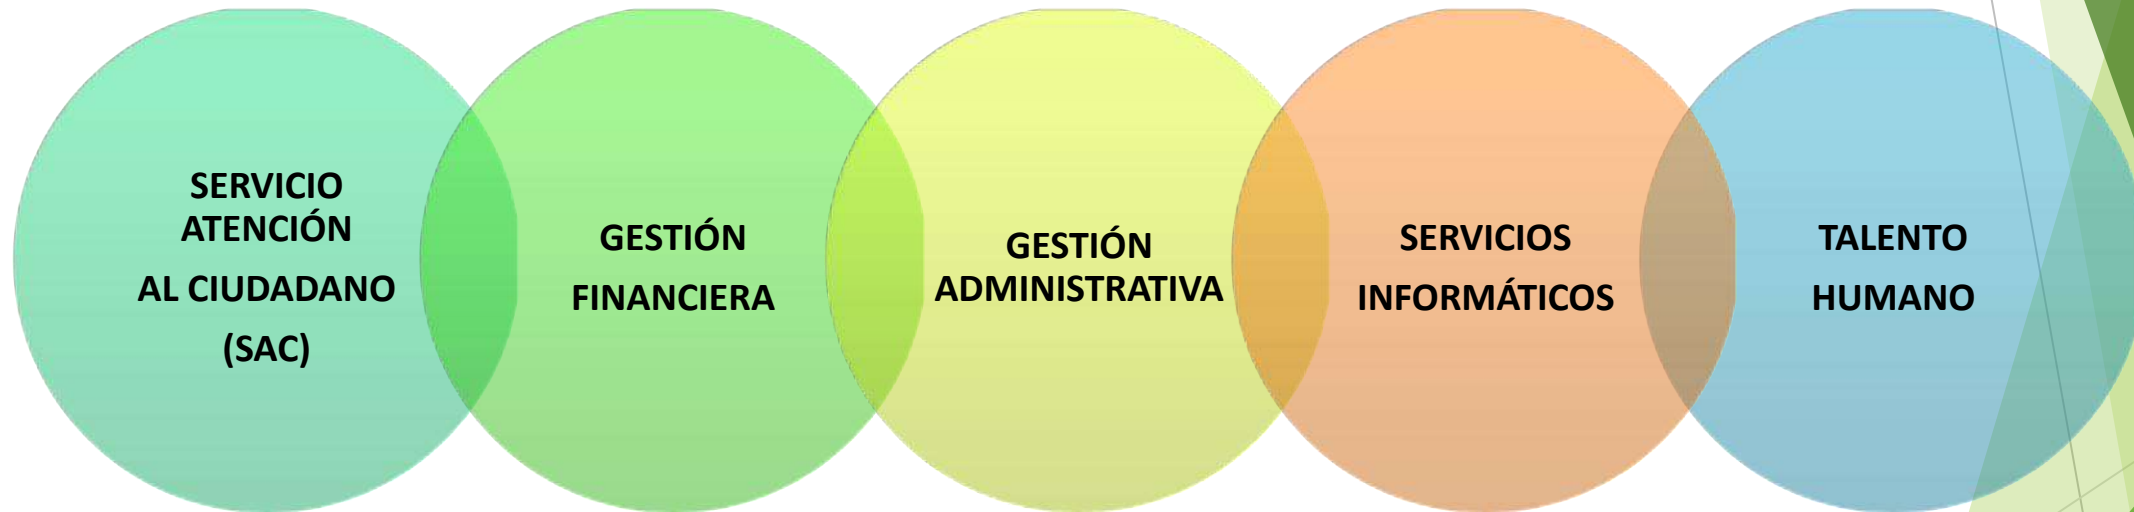 SERVICIO
ATENCIÓN
AL CIUDADANO
(SAC)
GESTIÓN
FINANCIERA
GESTIÓN
ADMINISTRATIVA
SERVICIOS
INFORMÁTICOS
TALENTO
HUMANO